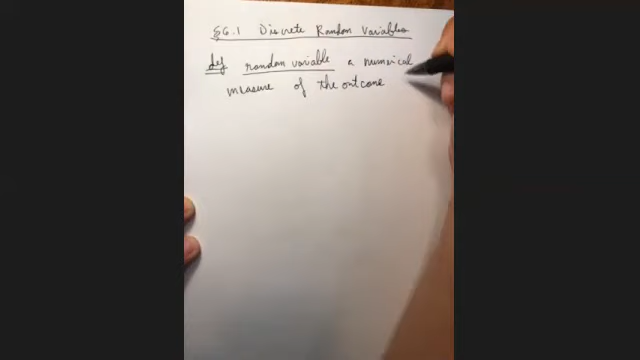 §6.1 Discrete Random Variables
def random variable a numerical
measure of the outcome